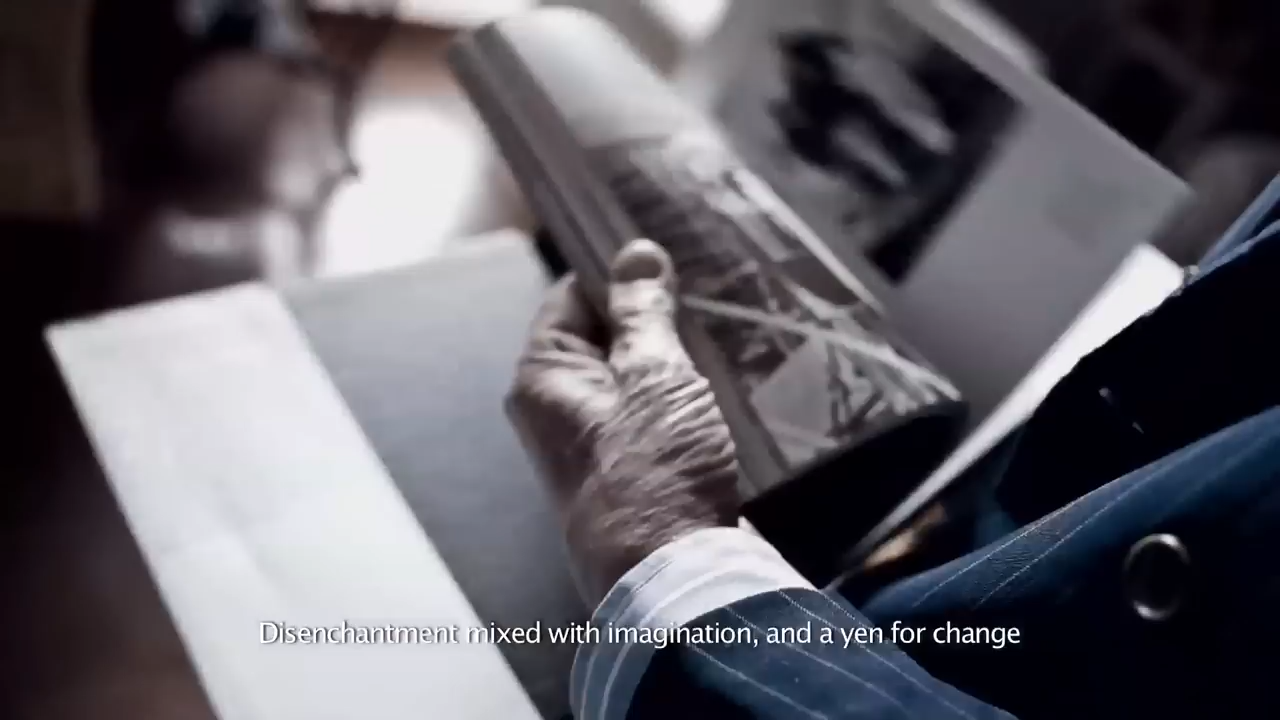 Disenchantment mixed with imagination, and a yen for change